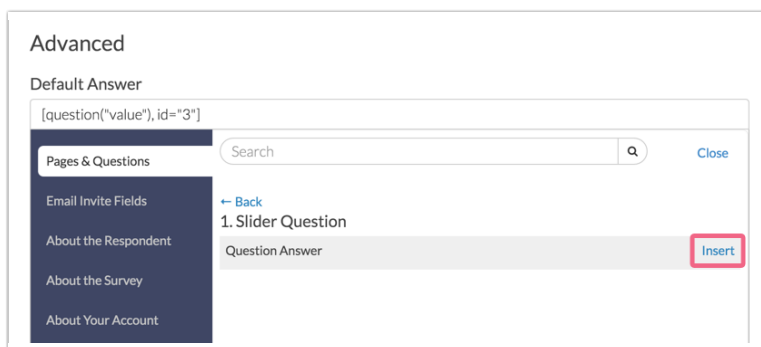 Advanced
Default Answer
[question("value"), id="3"]
Pages & Questions
Search
Close
Email Invite Fields
← Back
1. Slider Question
About the Respondent
Question Answer
Insert
About the Survey
About Your Account